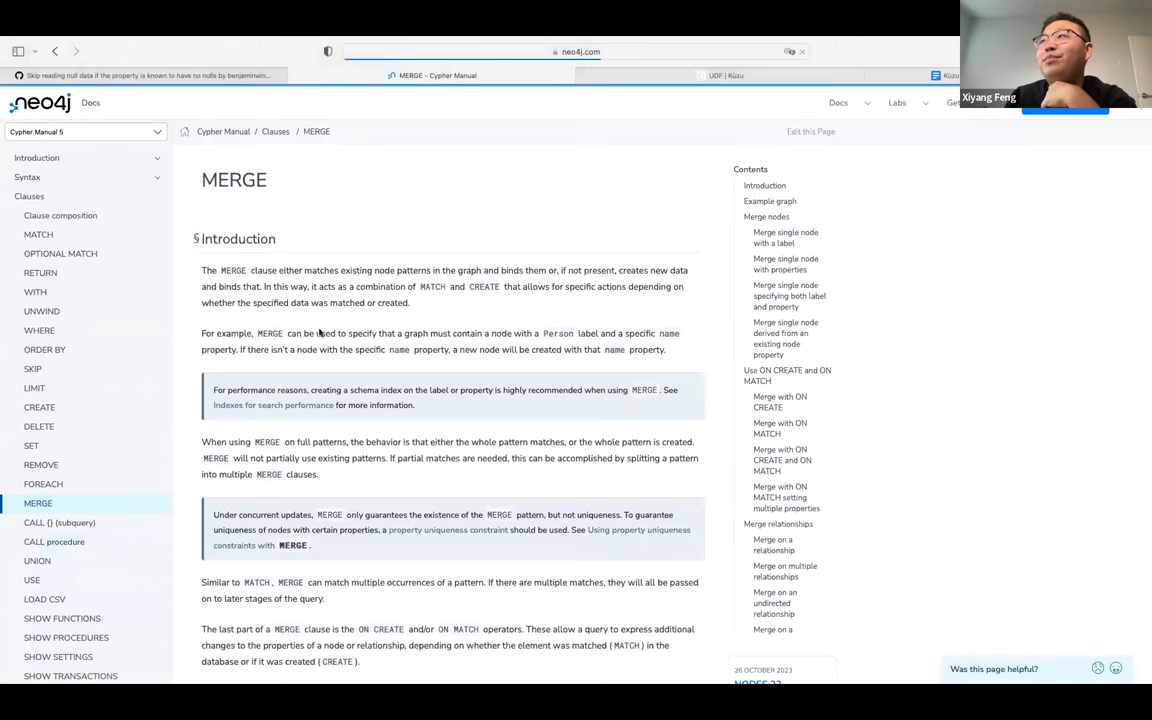 neo4j.com
Skip reading null data if the property is known to have no nulls by benjaminwin...
MERGE - Cypher Manual
UDF | Kùzu
Kùzu
Xiyang Feng
neo4j
Docs
Docs
Labs
Get
Cypher Manual 5
Cypher Manual / Clauses / MERGE
Edit this Page
Introduction
Syntax
Clauses
Clause composition
MATCH
OPTIONAL MATCH
RETURN
WITH
UNWIND
WHERE
ORDER BY
SKIP
LIMIT
CREATE
DELETE
SET
REMOVE
FOREACH
MERGE
CALL {} (subquery)
CALL procedure
UNION
USE
LOAD CSV
SHOW FUNCTIONS
SHOW PROCEDURES
SHOW SETTINGS
SHOW TRANSACTIONS
MERGE
§ Introduction
The MERGE clause either matches existing node patterns in the graph and binds them or, if not present, creates new data
and binds that. In this way, it acts as a combination of MATCH and CREATE that allows for specific actions depending on
whether the specified data was matched or created.
For example, MERGE can be used to specify that a graph must contain a node with a Person label and a specific name
property. If there isn't a node with the specific name property, a new node will be created with that name property.
For performance reasons, creating a schema index on the label or property is highly recommended when using MERGE. See
Indexes for search performance for more information.
When using MERGE on full patterns, the behavior is that either the whole pattern matches, or the whole pattern is created.
MERGE will not partially use existing patterns. If partial matches are needed, this can be accomplished by splitting a pattern
into multiple MERGE clauses.
Under concurrent updates, MERGE only guarantees the existence of the MERGE pattern, but not uniqueness. To guarantee
uniqueness of nodes with certain properties, a property uniqueness constraint should be used. See Using property uniqueness
constraints with MERGE.
Similar to MATCH, MERGE can match multiple occurrences of a pattern. If there are multiple matches, they will all be passed
on to later stages of the query.
The last part of a MERGE clause is the ON CREATE and/or ON MATCH operators. These allow a query to express additional
changes to the properties of a node or relationship, depending on whether the element was matched (MATCH) in the
database or if it was created (CREATE).
Contents
Introduction
Example graph
Merge nodes
Merge single node
with a label
Merge single node
with properties
Merge single node
specifying both label
and property
Merge single node
derived from an
existing node
property
Use ON CREATE and ON
MATCH
Merge with ON
CREATE
Merge with ON
MATCH
Merge with ON
CREATE and ON
MATCH
Merge with ON
MATCH setting
multiple properties
Merge relationships
Merge on a
relationship
Merge on multiple
relationships
Merge on an
undirected
relationship
Merge on a
26 OCTOBER 2023
NODES 23
Was this page helpful?